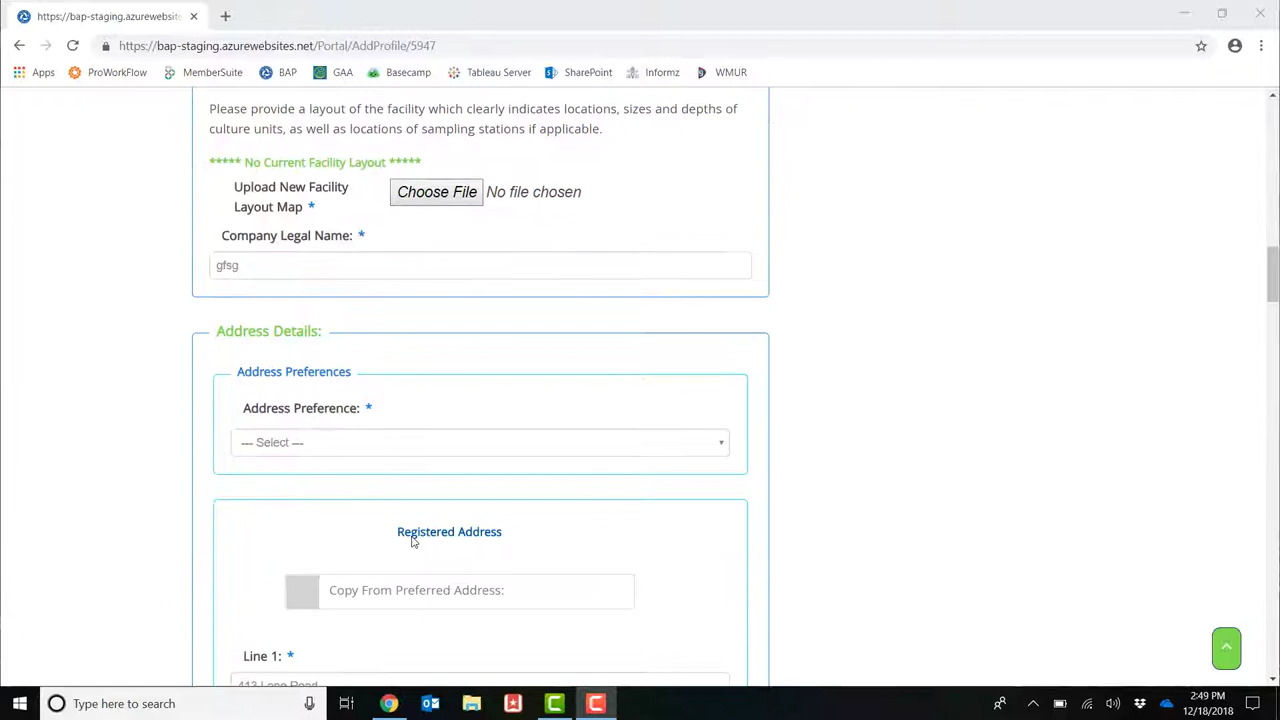 https://bap-staging.azurewebsite
https://bap-staging.azurewebsites.net/Portal/AddProfile/5947
Apps ProWorkFlow MemberSuite BAP GAA Basecamp Tableau Server SharePoint Informz WMUR
Please provide a layout of the facility which clearly indicates locations, sizes and depths of
culture units, as well as locations of sampling stations if applicable.
***** No Current Facility Layout *****
Upload New Facility
Layout Map *
Choose File No file chosen
Company Legal Name: *
gfsg
Address Details:
Address Preferences
Address Preference: *
--- Select ---
Registered Address
Copy From Preferred Address:
Line 1: *
413 Lane Road
Type here to search
2:49 PM
12/18/2018